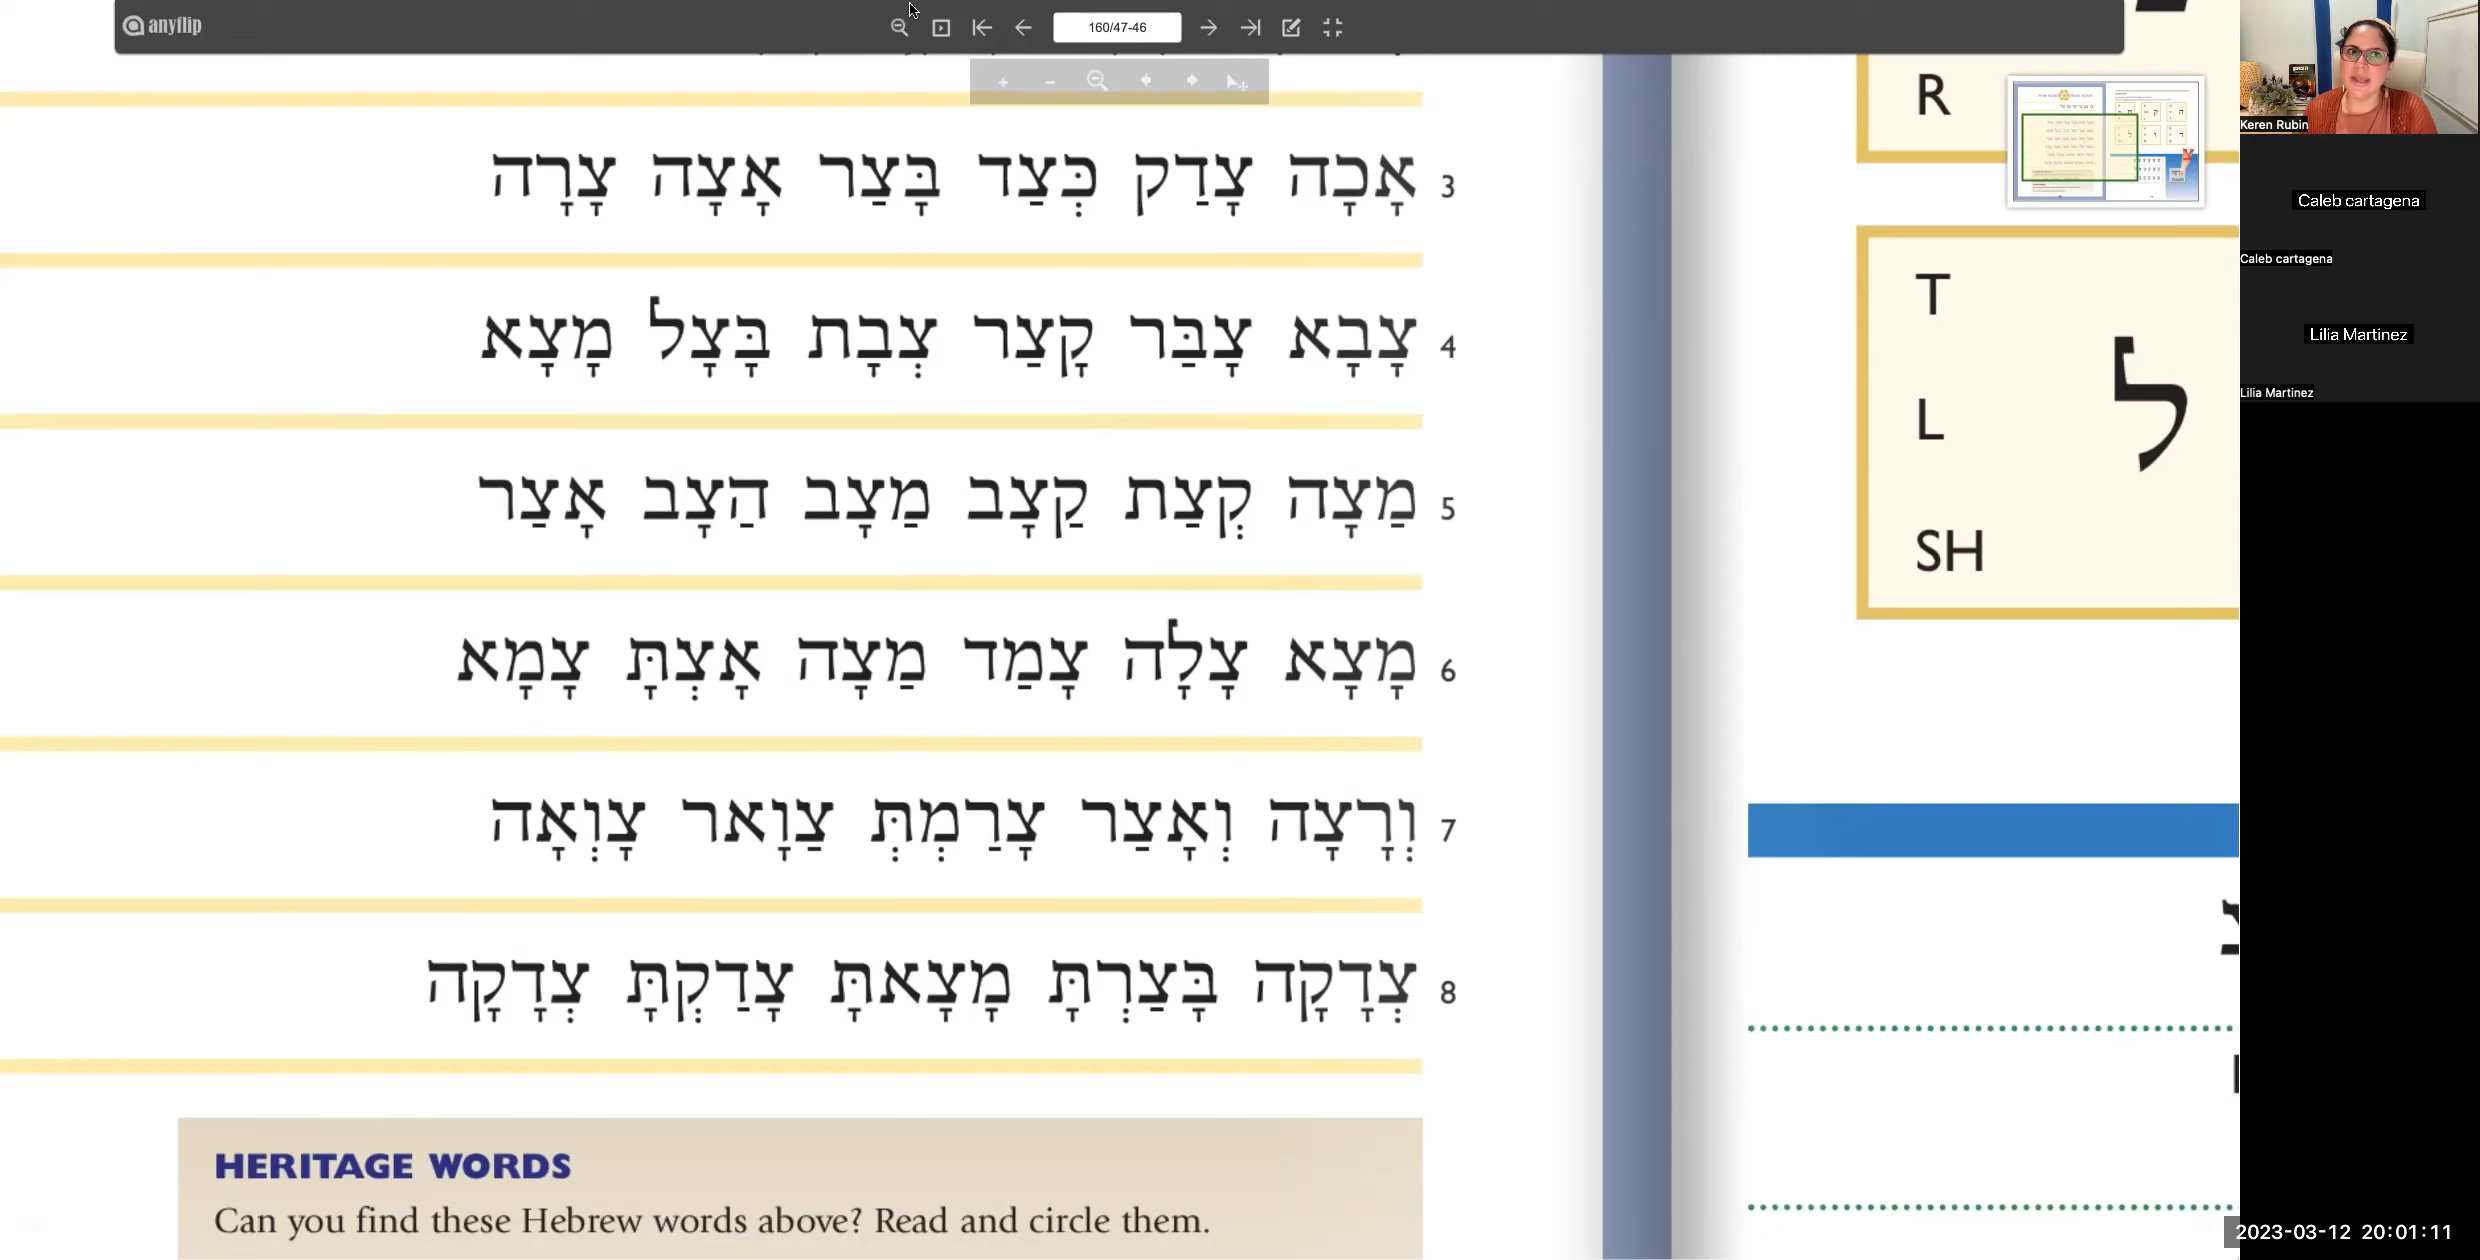 anyflip
160/47-46
3 אָכָה צָדַק כְּצַד בָּצַר אָצָה צָרָה
4 צָבָא צָבַּר קָצַר צְבָת בָּצָל מָצָא
5 מַצָה קְצַת קַצָב מַצָב הַצָב אָצַר
6 מָצָא צָלָה צָמַד מַצָה אָצְתָּ צָמָא
7 וְרָצָה וְאָצַר צָרַמְתְּ צַוָאר צָוְאָה
8 צְדָקָה בָּצַרְתָּ מָצָאתָּ צָדַקְתָּ צְדָקָה
HERITAGE WORDS
Can you find these Hebrew words above? Read and circle them.
R
T
L
ל
SH
Keren Rubin
Caleb cartagena
Caleb cartagena
Lilia Martinez
Lilia Martinez
2023-03-12 20:01:11